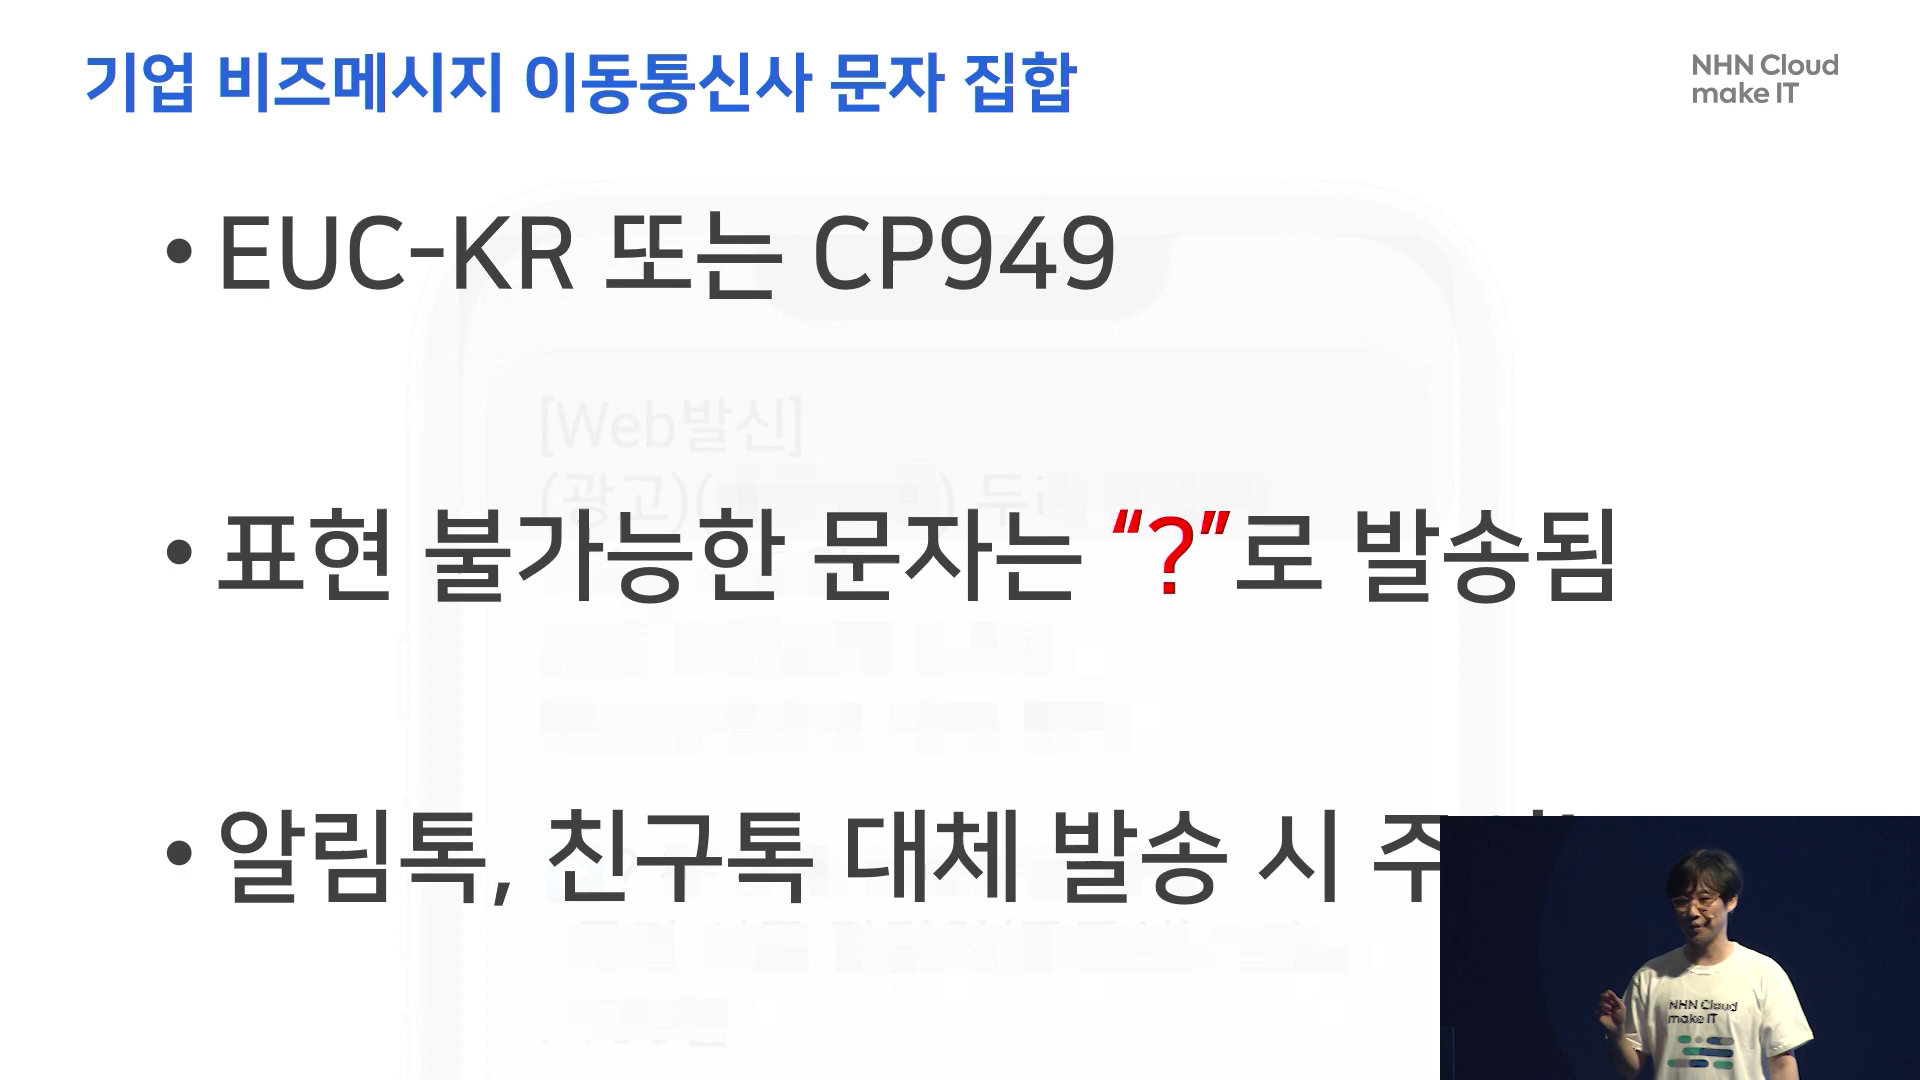 기업 비즈메시지 이동통신사 문자 집합
NHN Cloud
make IT
• EUC-KR 또는 CP949
[Web발신]
(광고)(
• 표현 불가능한 문자는 “?”로 발송됨
• 알림톡, 친구톡 대체 발송 시
NHN Cloud
make IT